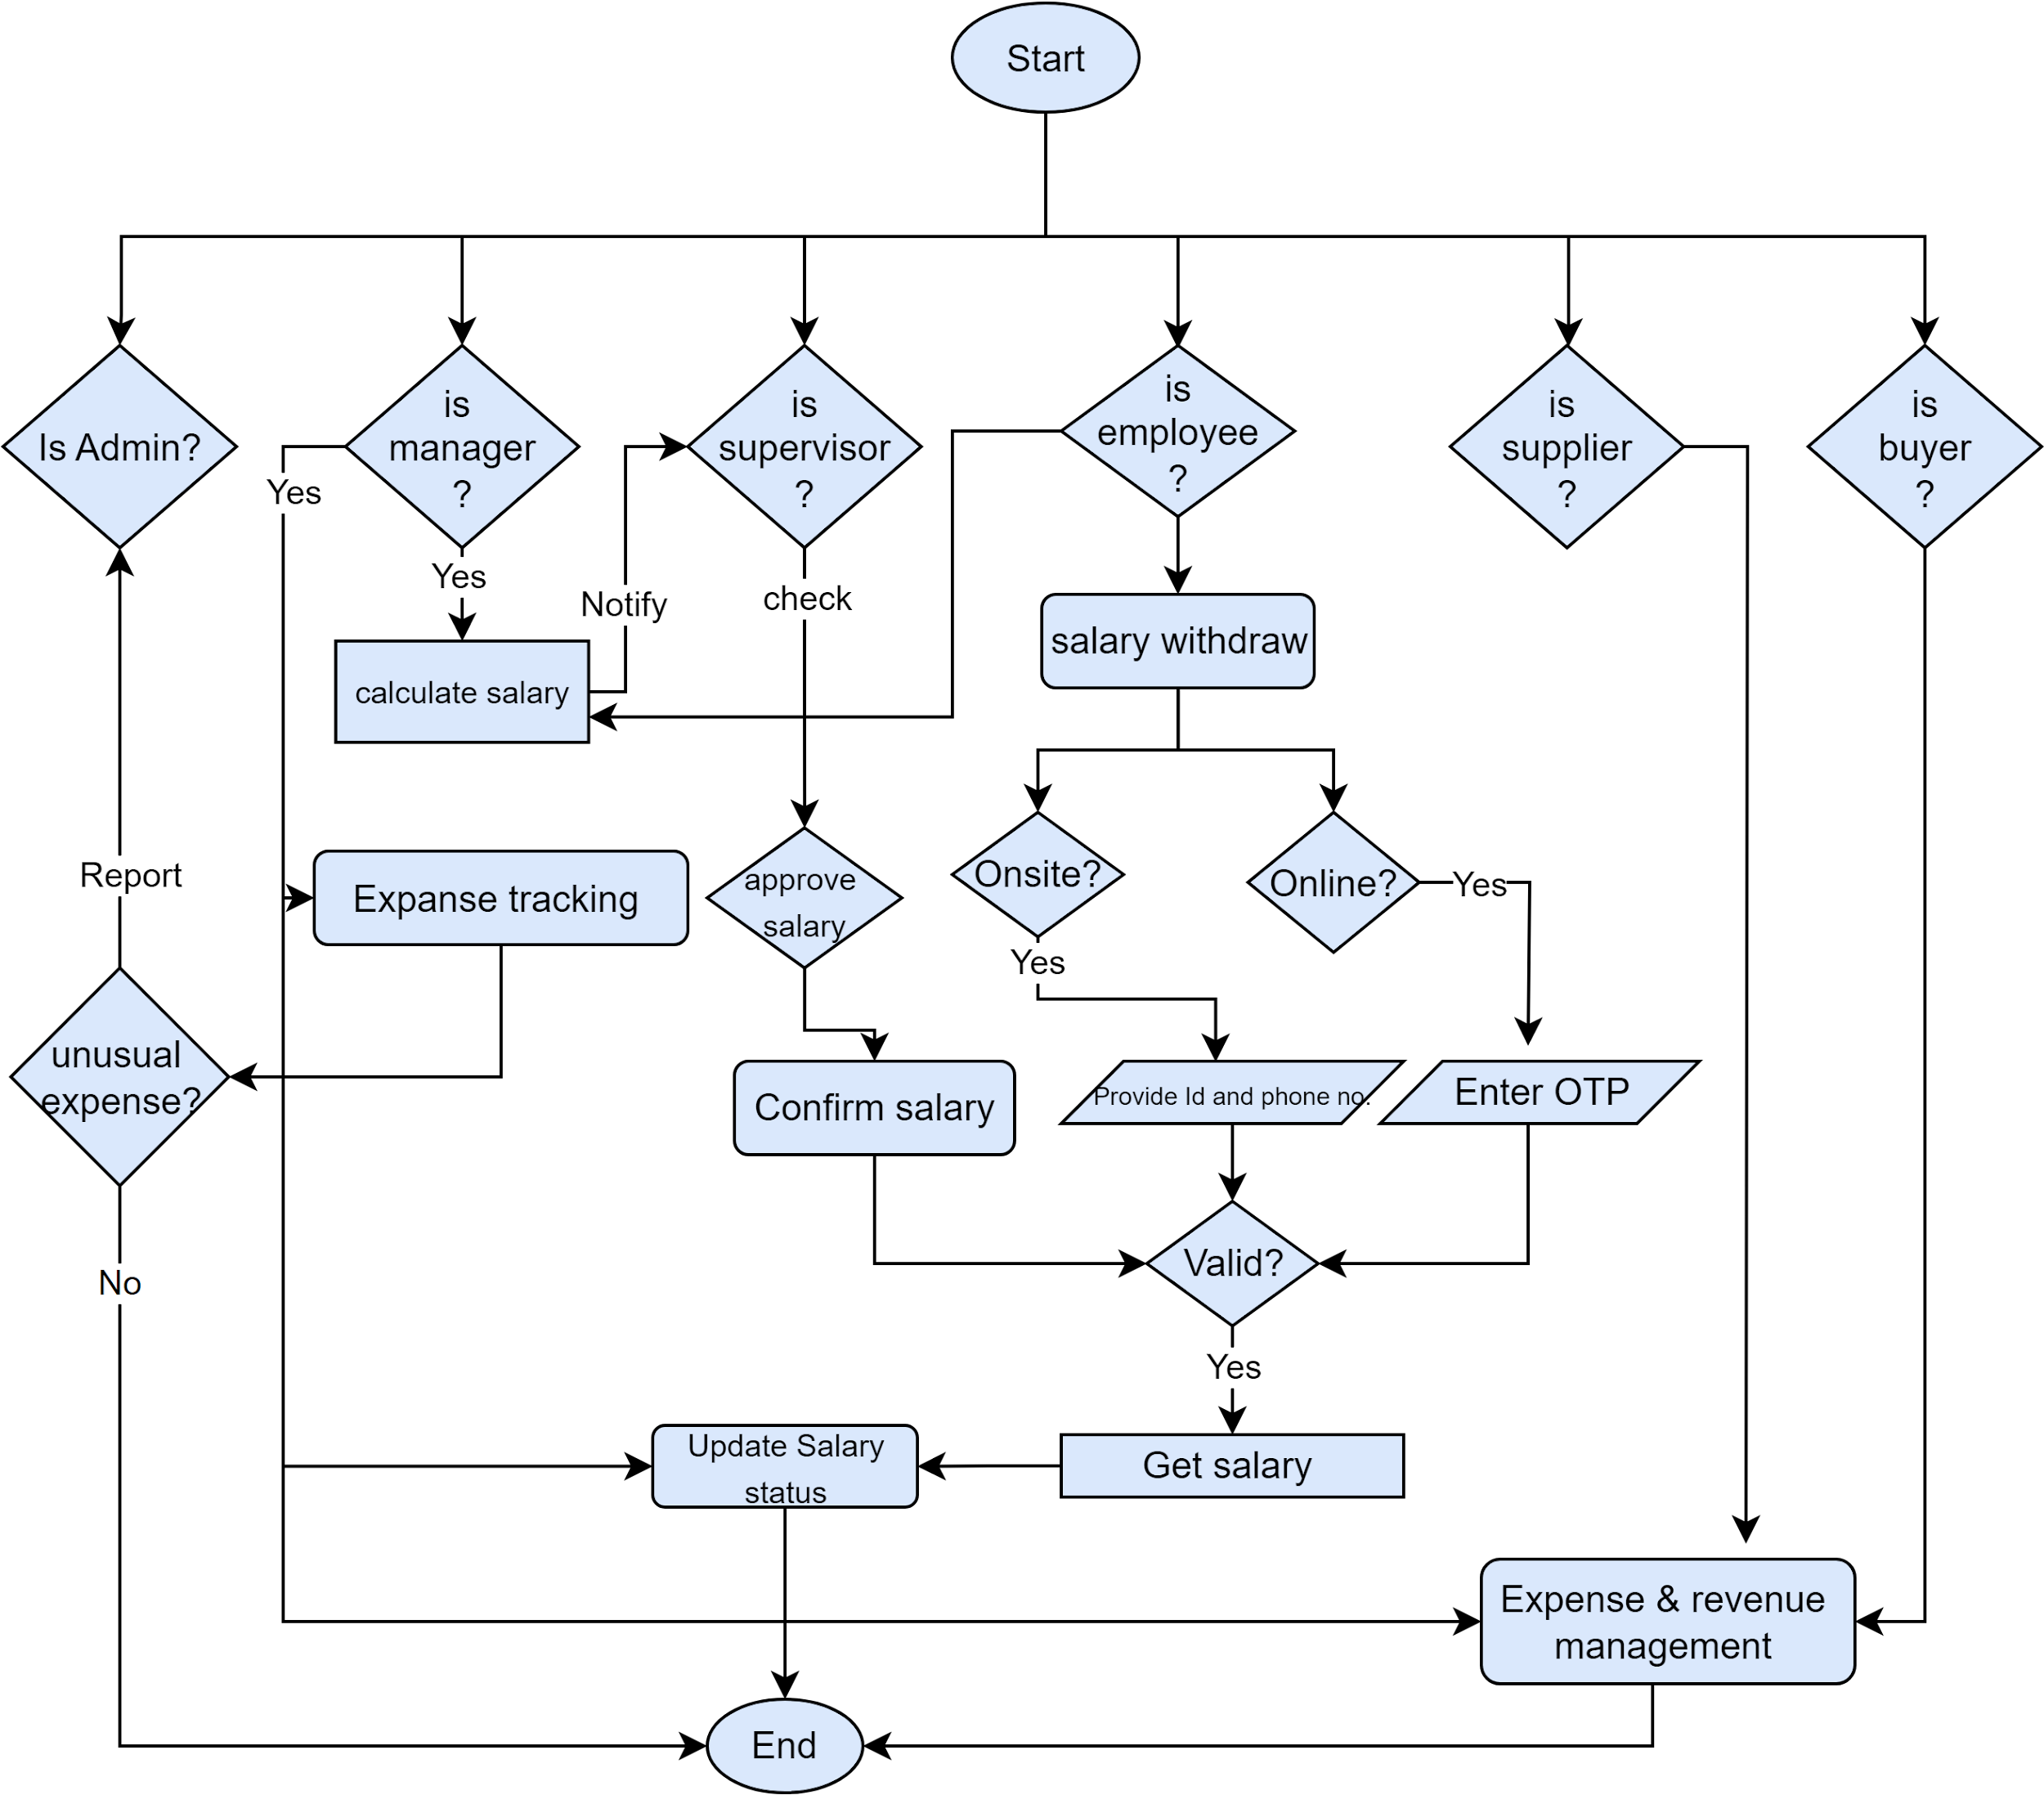 Start
Is Admin?
is
manager
?
is
supervisor
?
is
employee
?
is
supplier
?
is
buyer
?
Yes
Yes
Notify
check
salary withdraw
calculate salary
Report
Expanse tracking
approve
salary
Onsite?
Online?
Yes
Yes
unusual
expense?
Confirm salary
Provide Id and phone no.
Enter OTP
No
Valid?
Yes
Update Salary
status
Get salary
Expense & revenue
management
End